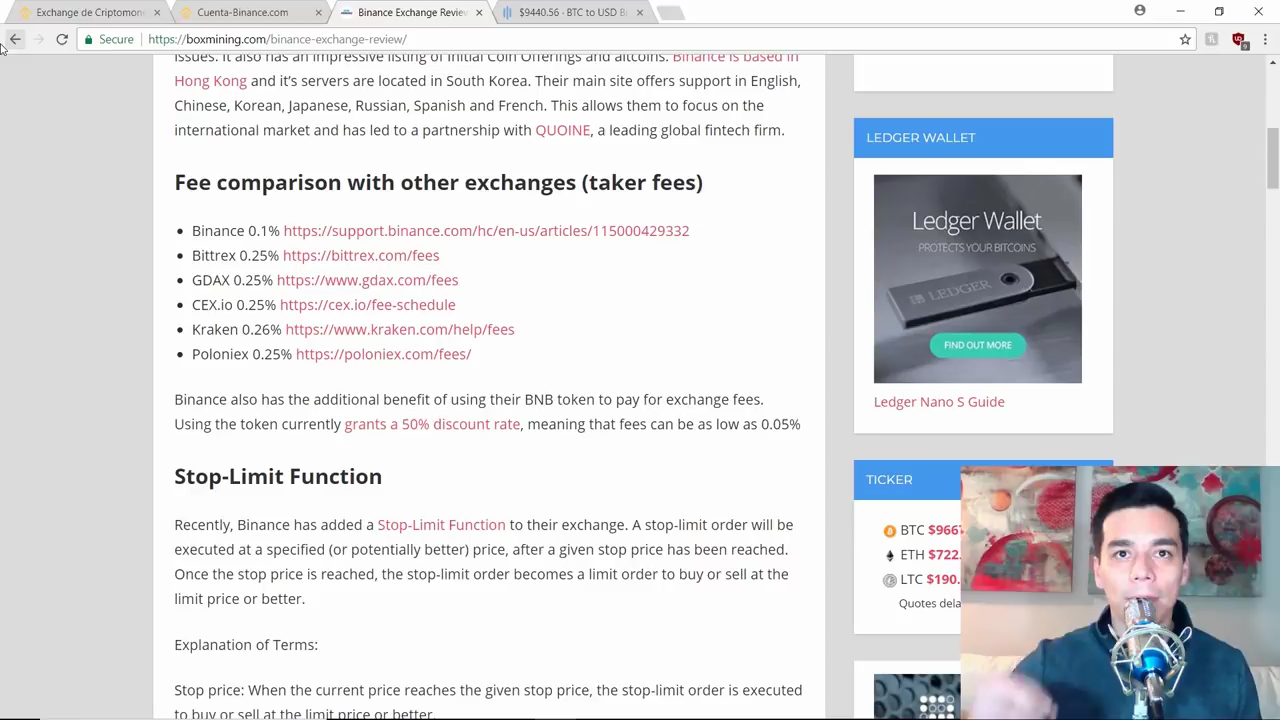 Exchange de Criptomon
Cuenta-Binance.com
Binance Exchange Review
$9440.56 - BTC to USD B
Secure
https://boxmining.com/binance-exchange-review/
issues. It also has an impressive listing of Initial Coin Offerings and altcoins. Binance is based in
Hong Kong and it's servers are located in South Korea. Their main site offers support in English,
Chinese, Korean, Japanese, Russian, Spanish and French. This allows them to focus on the
international market and has led to a partnership with QUOINE, a leading global fintech firm.
Fee comparison with other exchanges (taker fees)
Binance 0.1% https://support.binance.com/hc/en-us/articles/115000429332
Bittrex 0.25% https://bittrex.com/fees
GDAX 0.25% https://www.gdax.com/fees
CEX.io 0.25% https://cex.io/fee-schedule
Kraken 0.26% https://www.kraken.com/help/fees
Poloniex 0.25% https://poloniex.com/fees/
Binance also has the additional benefit of using their BNB token to pay for exchange fees.
Using the token currently grants a 50% discount rate, meaning that fees can be as low as 0.05%
Stop-Limit Function
Recently, Binance has added a Stop-Limit Function to their exchange. A stop-limit order will be
executed at a specified (or potentially better) price, after a given stop price has been reached.
Once the stop price is reached, the stop-limit order becomes a limit order to buy or sell at the
limit price or better.
Explanation of Terms:
Stop price: When the current price reaches the given stop price, the stop-limit order is executed
to buy or sell at the limit price or better.
LEDGER WALLET
Ledger Wallet
PROTECTS YOUR BITCOINS
LEDGER
FIND OUT MORE
Ledger Nano S Guide
TICKER
BTC $966
ETH $722.
LTC $190.
Quotes dela